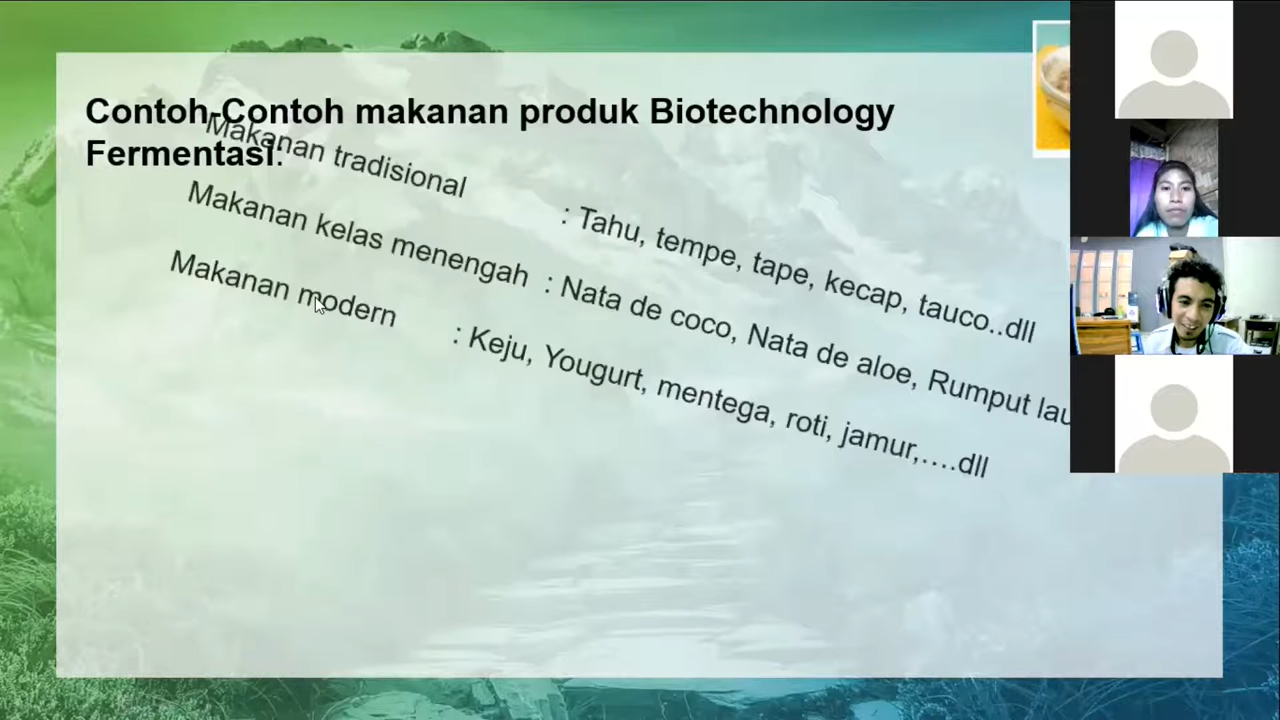 Contoh-Contoh makanan produk Biotechnology
Fermentasi:
Makanan tradisional : Tahu, tempe, tape, kecap, tauco..dll
Makanan kelas menengah : Nata de coco, Nata de aloe, Rumput
Makanan modern : Keju, Yougurt, mentega, roti, jamur,....dll